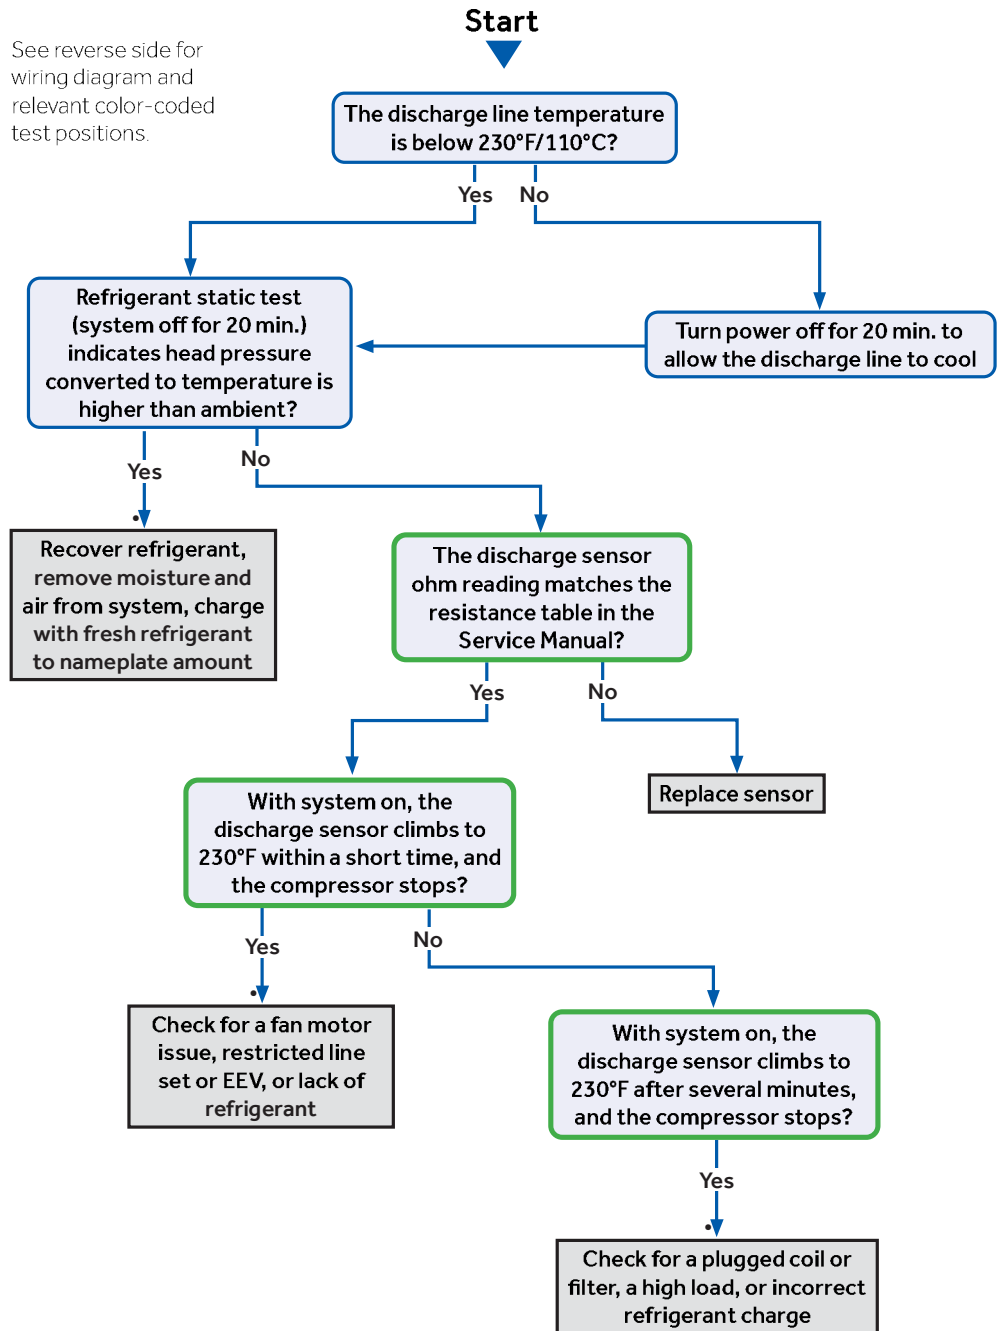 Start
See reverse side for
wiring diagram and
relevant color-coded
test positions.
The discharge line temperature
is below 230°F/110°C?
Yes
No
Refrigerant static test
(system off for 20 min.)
indicates head pressure
converted to temperature is
higher than ambient?
Turn power off for 20 min. to
allow the discharge line to cool
Yes
No
Recover refrigerant,
remove moisture and
air from system, charge
with fresh refrigerant
to nameplate amount
The discharge sensor
ohm reading matches the
resistance table in the
Service Manual?
Yes
No
Replace sensor
With system on, the
discharge sensor climbs to
230°F within a short time, and
the compressor stops?
Yes
No
Check for a fan motor
issue, restricted line
set or EEV, or lack of
refrigerant
With system on, the
discharge sensor climbs to
230°F after several minutes,
and the compressor stops?
Yes
Check for a plugged coil or
filter, a high load, or incorrect
refrigerant charge